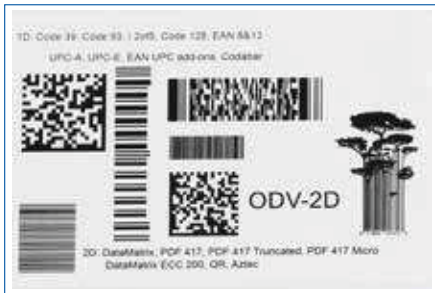 1D: Code 39, Code 93, I 2of5, Code 128, EAN 8&13
UPC-A, UPC-E, EAN UPC add-ons, Codabar
ODV-2D
2D: DataMatrix, PDF 417, PDF 417 Truncated, PDF 417 Micro
DataMatrix ECC 200, QR, Aztec